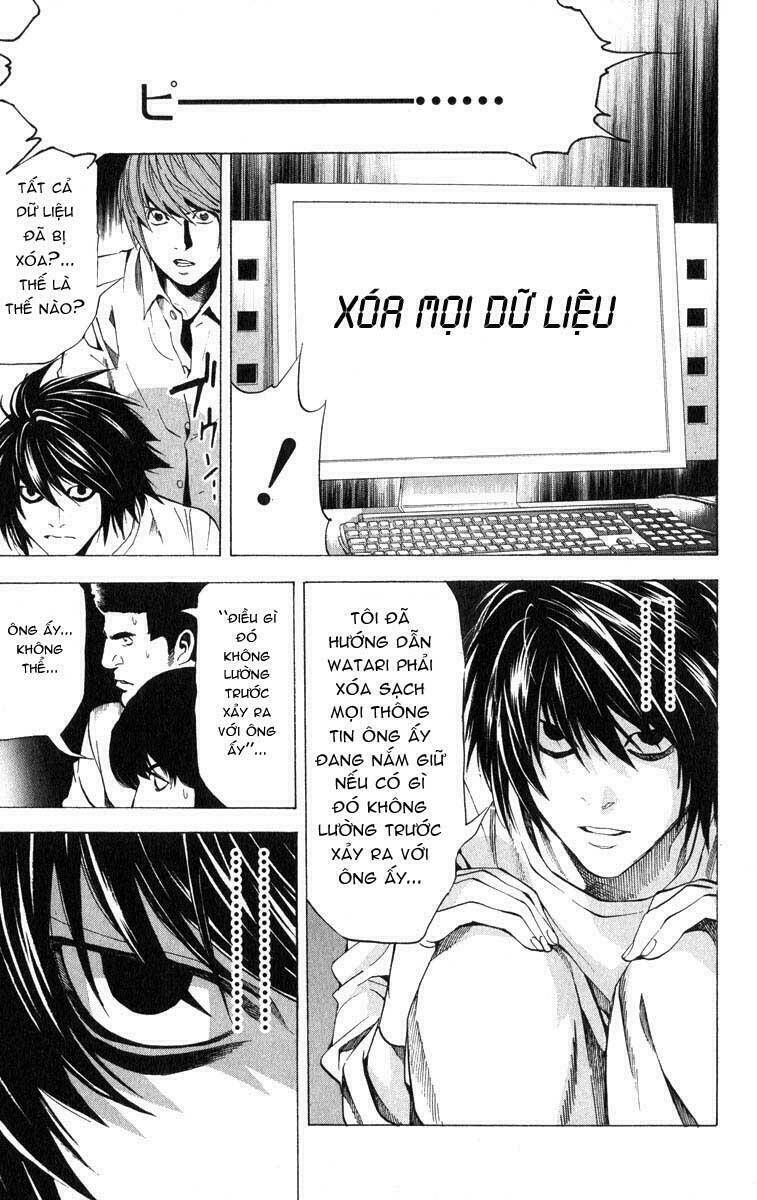 ピ━━━━━━━━……
XÓA MỌI DỮ LIỆU
!
TẤT CẢ
DỮ LIỆU
ĐÃ BỊ
XÓA?...
THẾ LÀ
THẾ NÀO?
TÔI ĐÃ
HƯỚNG DẪN
WATARI PHẢI
XÓA SẠCH
MỌI THÔNG
TIN ÔNG ẤY
ĐANG NẮM GIỮ
NẾU CÓ GÌ
ĐÓ KHÔNG
LƯỜNG TRƯỚC
XẢY RA VỚI
ÔNG ẤY...
"ĐIỀU GÌ
ĐÓ
KHÔNG
LƯỜNG
TRƯỚC
XẢY RA
VỚI
ÔNG
ẤY"...
ÔNG ẤY...
KHÔNG
THỂ...